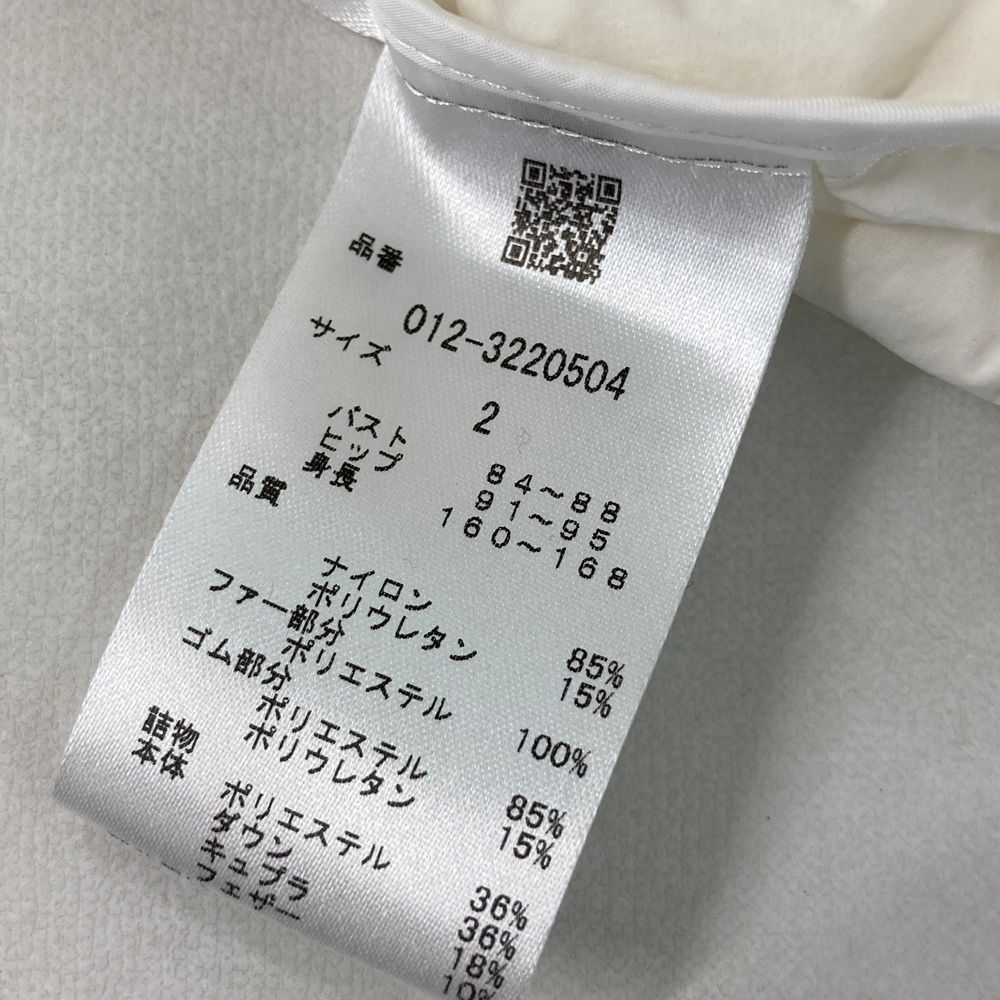 品番
012-3220504
サイズ
2
バスト 84～88
ヒップ 91～95
身長 160～168
品質
ナイロン 85%
ポリウレタン 15%
ファー部分
ポリエステル 100%
ゴム部分
ポリエステル 85%
ポリウレタン 15%
詰物
本体
ポリエステル 36%
ダウン 36%
キュプラ 18%
フェザー 10%